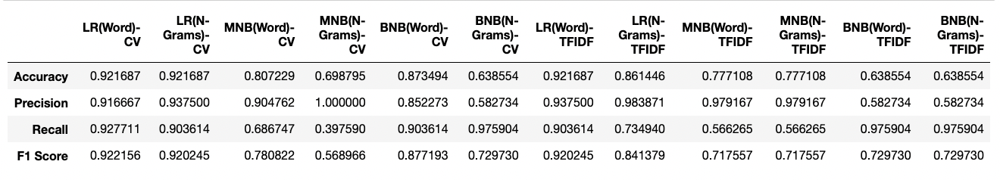 LR(Word)-CV LR(N-Grams)-CV MNB(Word)-CV MNB(N-Grams)-CV BNB(Word)-CV BNB(N-Grams)-CV LR(Word)-TFIDF LR(N-Grams)-TFIDF MNB(Word)-TFIDF MNB(N-Grams)-TFIDF BNB(Word)-TFIDF BNB(N-Grams)-TFIDF
Accuracy 0.921687 0.921687 0.807229 0.698795 0.873494 0.638554 0.921687 0.861446 0.777108 0.777108 0.638554 0.638554
Precision 0.916667 0.937500 0.904762 1.000000 0.852273 0.582734 0.937500 0.983871 0.979167 0.979167 0.582734 0.582734
Recall 0.927711 0.903614 0.686747 0.397590 0.903614 0.975904 0.903614 0.734940 0.566265 0.566265 0.975904 0.975904
F1 Score 0.922156 0.920245 0.780822 0.568966 0.877193 0.729730 0.920245 0.841379 0.717557 0.717557 0.729730 0.729730